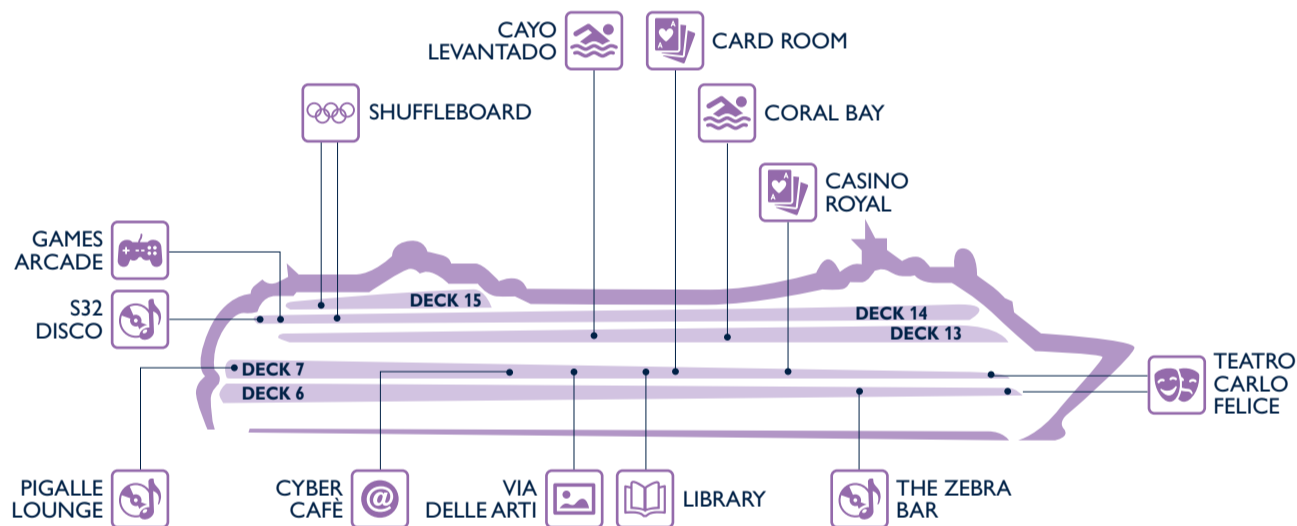 CAYO
LEVANTADO
CARD ROOM
SHUFFLEBOARD
CORAL BAY
CASINO
ROYAL
GAMES
ARCADE
S32
DISCO
DECK 15
DECK 14
DECK 13
DECK 7
DECK 6
TEATRO
CARLO
FELICE
PIGALLE
LOUNGE
@
CYBER
CAFÈ
VIA
DELLE ARTI
LIBRARY
THE ZEBRA
BAR